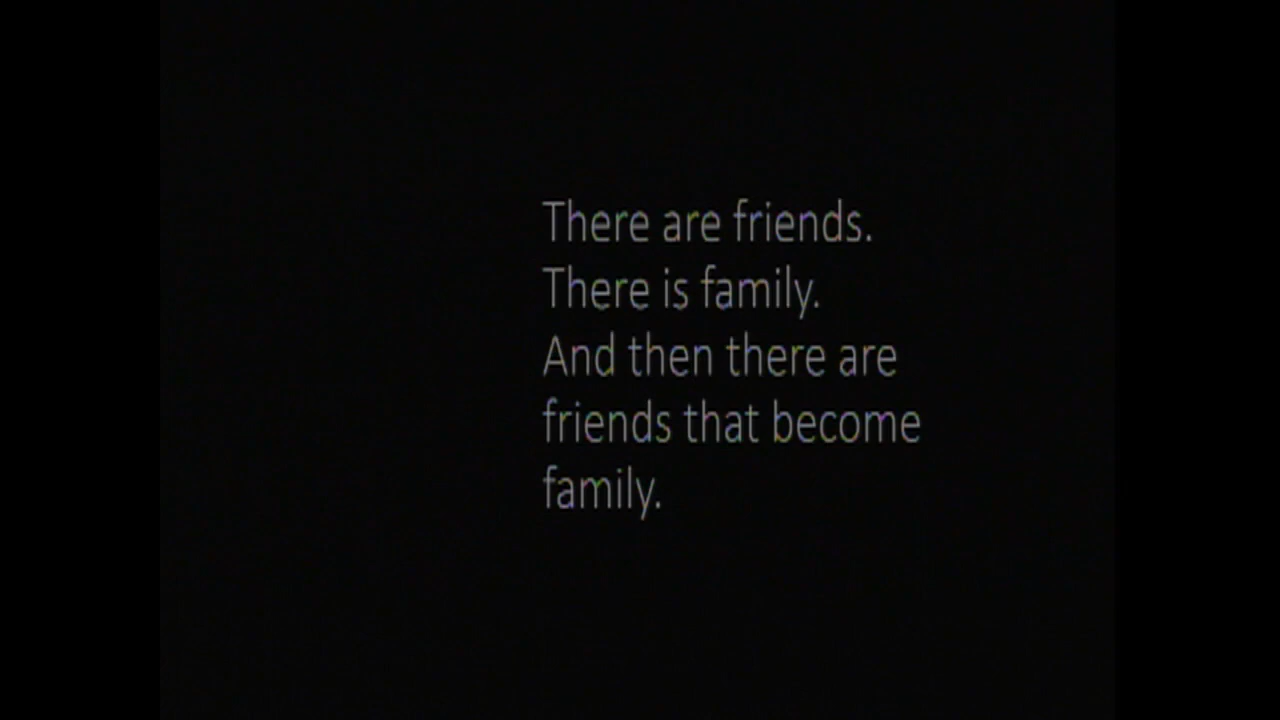 There are friends.
There is family.
And then there are
friends that become
family.